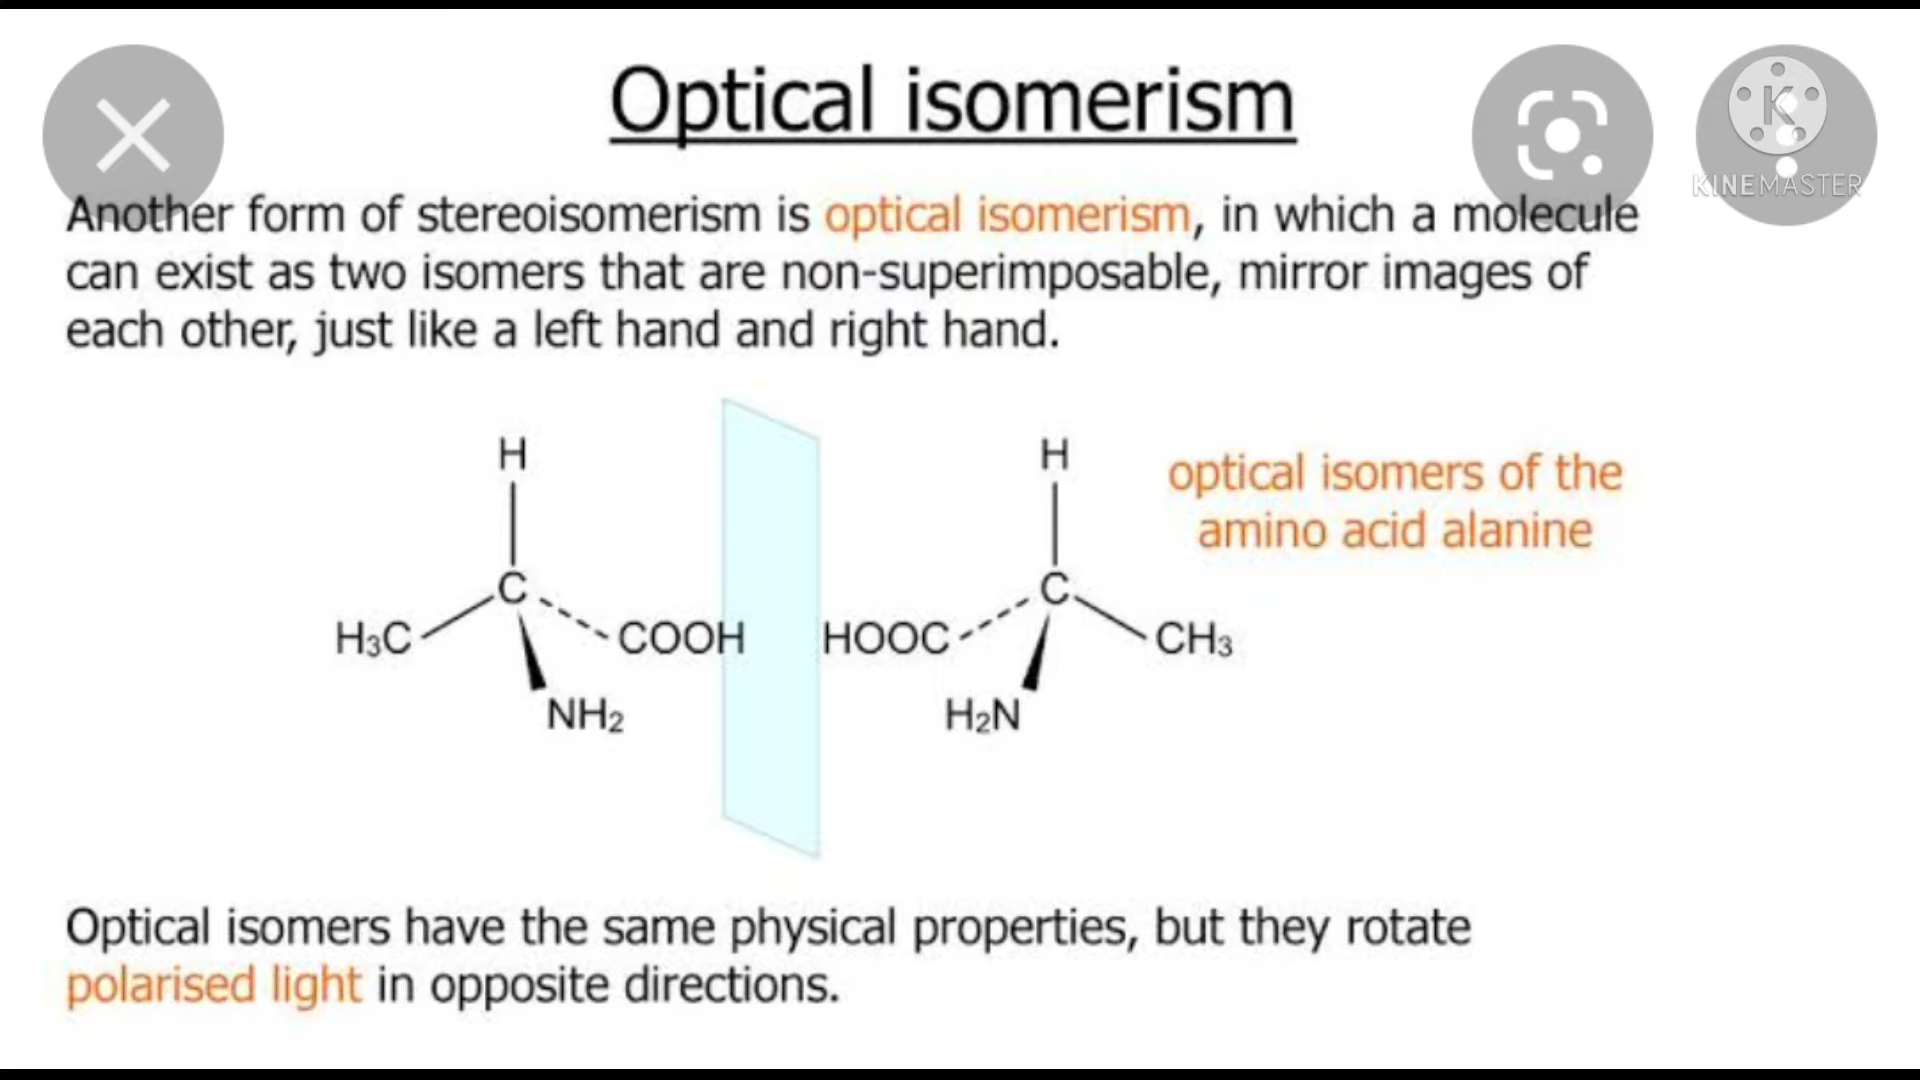 Optical isomerism
K
KINEMASTER
Another form of stereoisomerism is optical isomerism, in which a molecule
can exist as two isomers that are non-superimposable, mirror images of
each other, just like a left hand and right hand.
H
H
optical isomers of the
amino acid alanine
C
C
H₃C
COOH
HOOC
CH₃
NH₂
H₂N
Optical isomers have the same physical properties, but they rotate
polarised light in opposite directions.